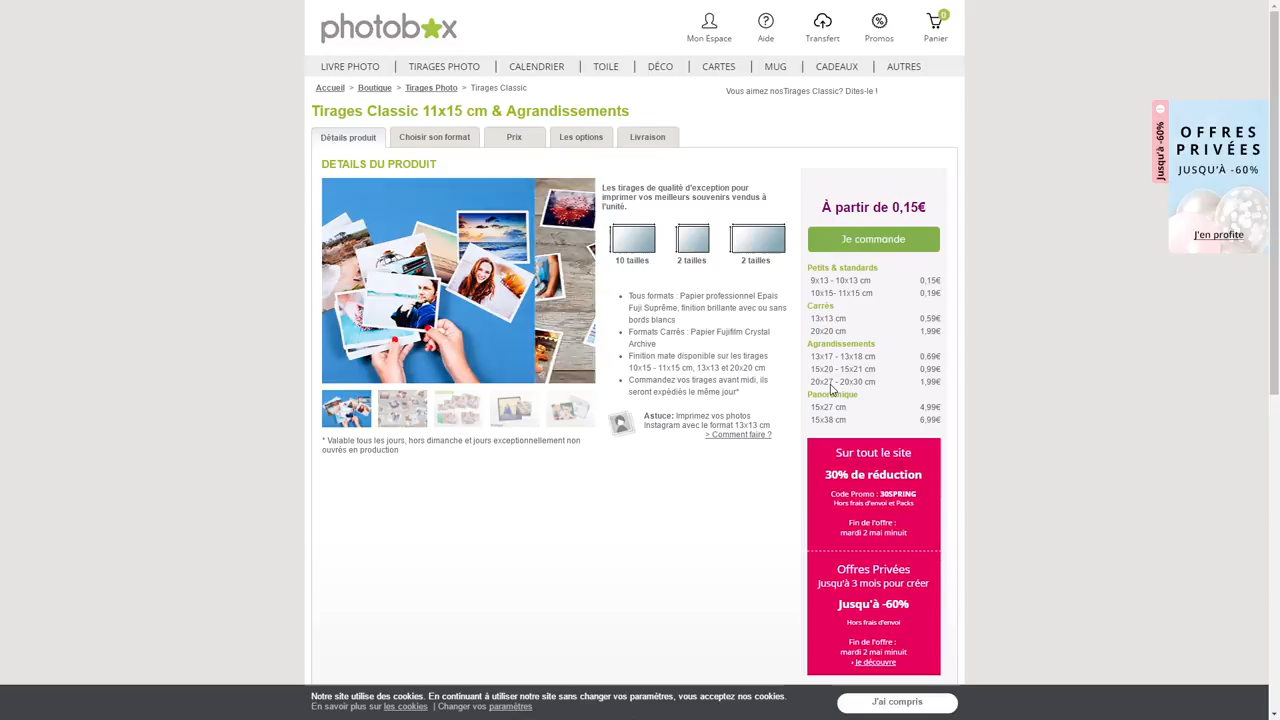 photobox
Mon Espace
Aide
Transfert
Promos
0
Panier
LIVRE PHOTO
TIRAGES PHOTO
CALENDRIER
TOILE
DÉCO
CARTES
MUG
CADEAUX
AUTRES
Accueil > Boutique > Tirages Photo > Tirages Classic
Vous aimez nosTirages Classic? Dites-le !
Tirages Classic 11x15 cm & Agrandissements
Détails produit
Choisir son format
Prix
Les options
Livraison
DETAILS DU PRODUIT
Les tirages de qualité d'exception pour
imprimer vos meilleurs souvenirs vendus à
l'unité.
10 tailles
2 tailles
2 tailles
Tous formats : Papier professionnel Epais
Fuji Suprême, finition brillante avec ou sans
bords blancs
Formats Carrés : Papier Fujifilm Crystal
Archive
Finition mate disponible sur les tirages
10x15 - 11x15 cm, 13x13 et 20x20 cm
Commandez vos tirages avant midi, ils
seront expédiés le même jour*
Astuce: Imprimez vos photos
Instagram avec le format 13x13 cm
> Comment faire ?
* Valable tous les jours, hors dimanche et jours exceptionnellement non
ouvrés en production
À partir de 0,15€
Je commande
Petits & standards
9x13 - 10x13 cm 0,15€
10x15- 11x15 cm 0,19€
Carrés
13x13 cm 0,59€
20x20 cm 1,99€
Agrandissements
13x17 - 13x18 cm 0,69€
15x20 - 15x21 cm 0,99€
20x27 - 20x30 cm 1,99€
Panoramique
15x27 cm 4,99€
15x38 cm 6,99€
Sur tout le site
30% de réduction
Code Promo : 30SPRING
Hors frais d'envoi et Packs
Fin de l'offre :
mardi 2 mai minuit
Offres Privées
Jusqu'à 3 mois pour créer
Jusqu'à -60%
Hors frais d'envoi
Fin de l'offre :
mardi 2 mai minuit
› Je découvre
Jusqu'à -60%
OFFRES
PRIVÉES
JUSQU'À -60%
J'en profite
Notre site utilise des cookies. En continuant à utiliser notre site sans changer vos paramètres, vous acceptez nos cookies.
En savoir plus sur les cookies | Changer vos paramètres
J'ai compris